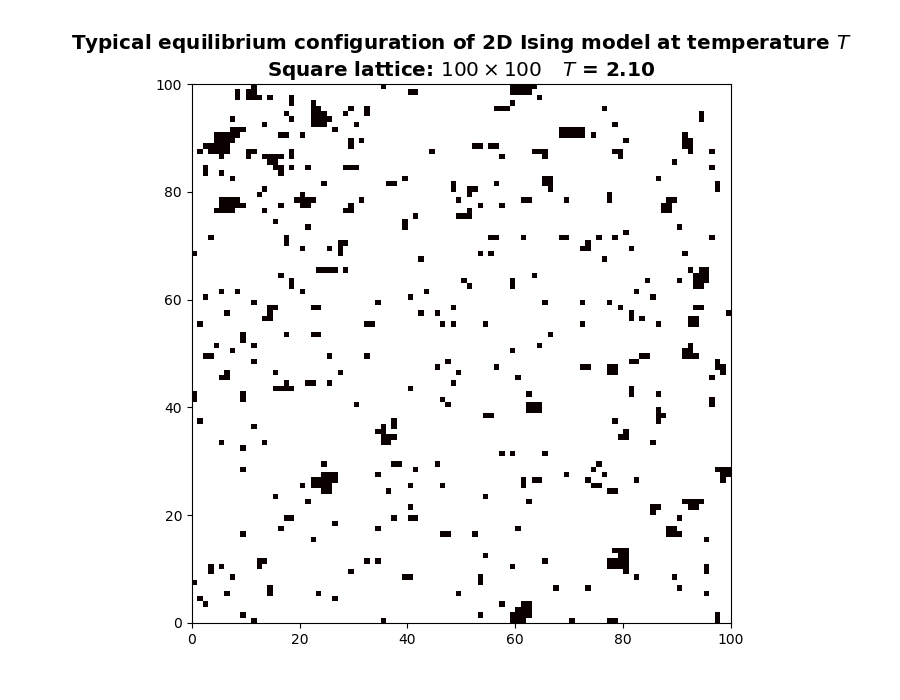 Typical equilibrium configuration of 2D Ising model at temperature T
Square lattice: 100 × 100 T = 2.10
100
80
60
40
20
0
0 20 40 60 80 100